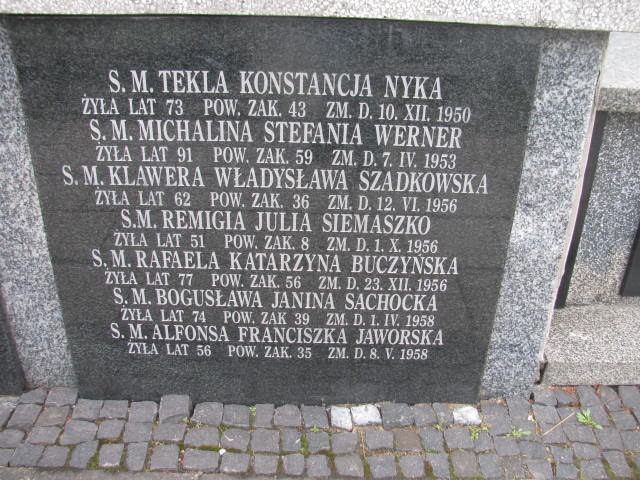 S. M. TEKLA KONSTANCJA NYKA
ŻYŁA LAT 73 POW. ZAK. 43 ZM. D. 10. XII. 1950
S. M. MICHALINA STEFANIA WERNER
ŻYŁA LAT 91 POW. ZAK. 59 ZM. D. 7. IV. 1953
S. M. KLAWERA WŁADYSŁAWA SZADKOWSKA
ŻYŁA LAT 62 POW. ZAK. 36 ZM. D. 12. VI. 1956
S.M. REMIGIA JULIA SIEMASZKO
ŻYŁA LAT 51 POW. ZAK. 8 ZM. D. 1. X. 1956
S. M. RAFAELA KATARZYNA BUCZYŃSKA
ŻYŁA LAT 77 POW. ZAK. 56 ZM. D. 23. XII. 1956
S. M. BOGUSŁAWA JANINA SACHOCKA
ŻYŁA LAT 74 POW. ZAK 39 ZM. D. 1. IV. 1958
S. M. ALFONSA FRANCISZKA JAWORSKA
ŻYŁA LAT 56 POW. ZAK. 35 ZM. D. 8. V. 1958